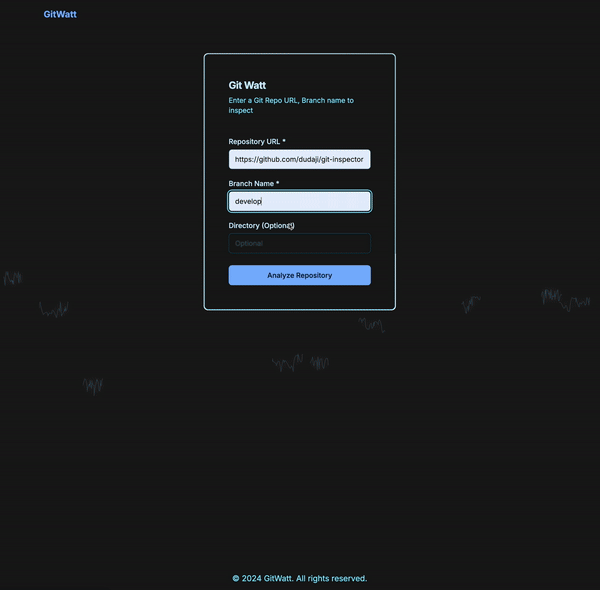 GitWatt
Git Watt
Enter a Git Repo URL, Branch name to
inspect
Repository URL *
https://github.com/dudaji/git-inspector
Branch Name *
develop
Directory (Optional)
Optional
Analyze Repository
© 2024 GitWatt. All rights reserved.